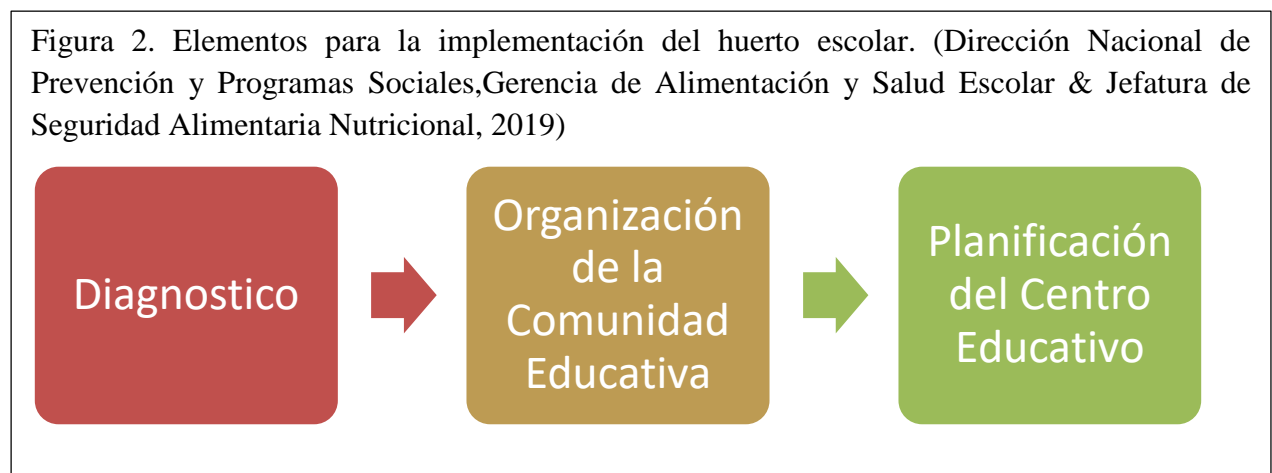 Figura 2. Elementos para la implementación del huerto escolar. (Dirección Nacional de
Prevención y Programas Sociales,Gerencia de Alimentación y Salud Escolar & Jefatura de
Seguridad Alimentaria Nutricional, 2019)
Diagnostico
Organización
de la
Comunidad
Educativa
Planificación
del Centro
Educativo